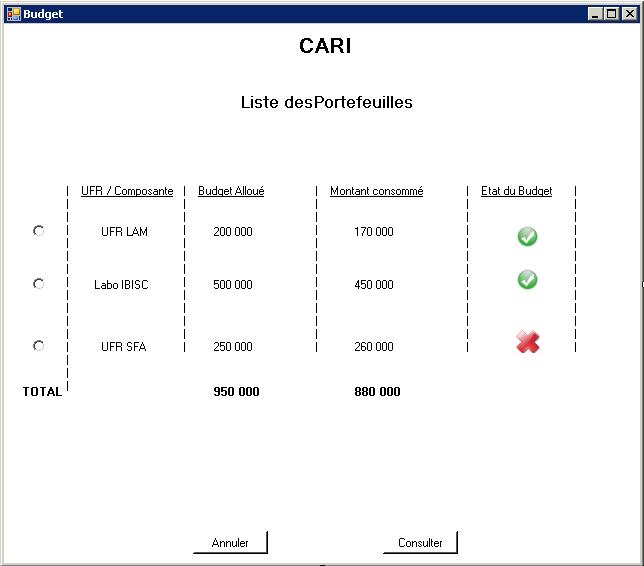 Budget
CARI
Liste desPortefeuilles
UFR / Composante Budget Alloué Montant consommé Etat du Budget
UFR LAM 200 000 170 000
Labo IBISC 500 000 450 000
UFR SFA 250 000 260 000
TOTAL 950 000 880 000
Annuler Consulter